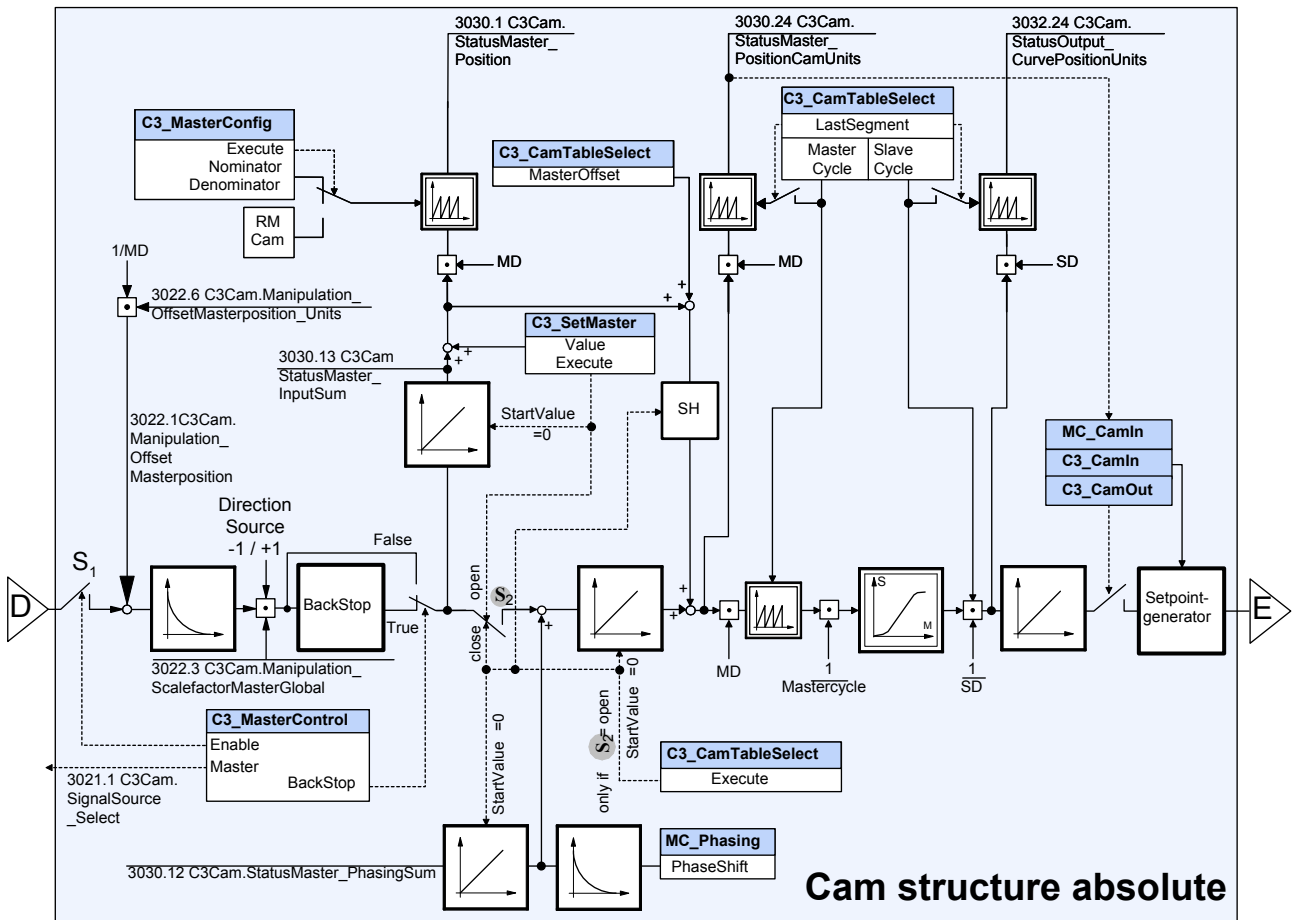 3030.1 C3Cam.
StatusMaster_
Position
3030.24 C3Cam.
StatusMaster_
PositionCamUnits
3032.24 C3Cam.
StatusOutput_
CurvePositionUnits
C3_MasterConfig
Execute
Nominator
Denominator
RM
Cam
C3_CamTableSelect
MasterOffset
C3_CamTableSelect
LastSegment
Master
Cycle
Slave
Cycle
1/MD
MD
MD
SD
3022.6 C3Cam.Manipulation_
OffsetMasterposition_Units
+
+
C3_SetMaster
Value
Execute
+
+
3030.13 C3Cam
StatusMaster_
InputSum
StartValue
=0
SH
3022.1C3Cam.
Manipulation_
Offset
Masterposition
MC_CamIn
C3_CamIn
C3_CamOut
Direction
Source
-1 / +1
False
D
S1
BackStop
True
open
close
S2
+
+
+
S
M
Setpoint-
generator
E
3022.3 C3Cam.Manipulation_
ScalefactorMasterGlobal
MD
1
Mastercycle
1
SD
C3_MasterControl
Enable
Master
BackStop
3021.1 C3Cam.
SignalSource
_Select
StartValue =0
only if S2= open
StartValue =0
C3_CamTableSelect
Execute
MC_Phasing
PhaseShift
3030.12 C3Cam.StatusMaster_PhasingSum
Cam structure absolute